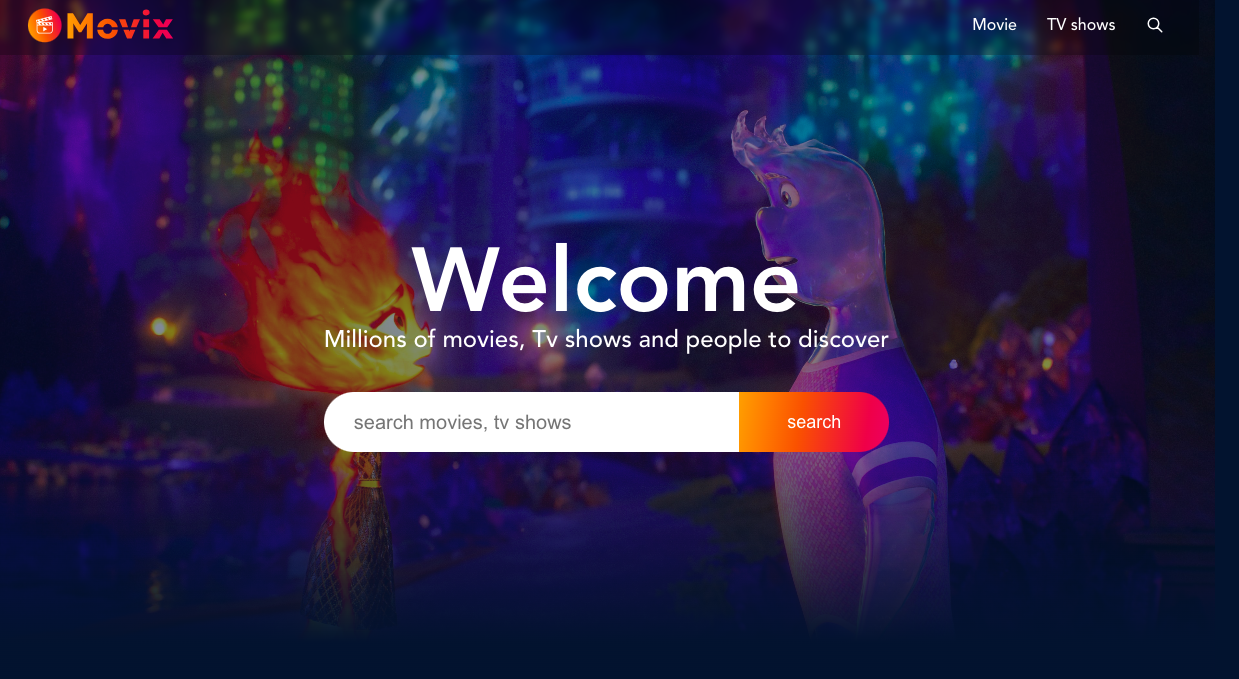 Movix
Movie
TV shows
Welcome
Millions of movies, Tv shows and people to discover
search movies, tv shows
search